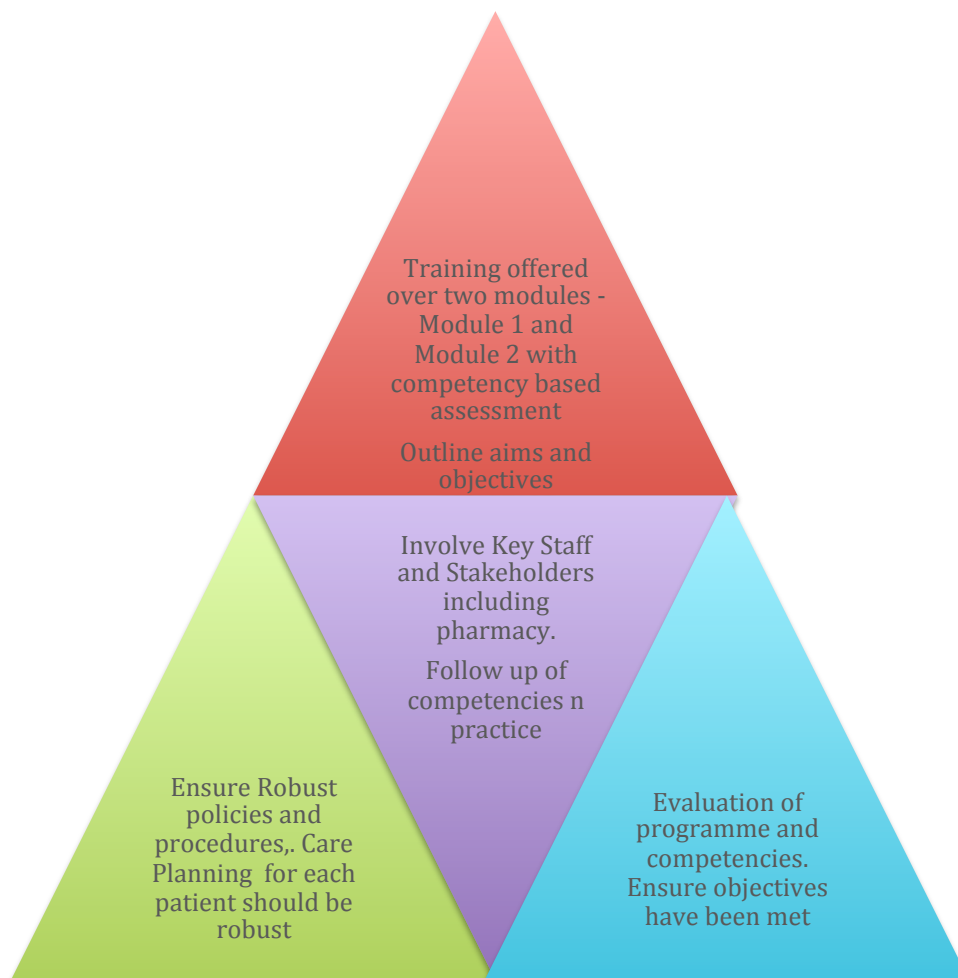 Training offered
over two modules -
Module 1 and
Module 2 with
competency based
assessment
Outline aims and
objectives
Involve Key Staff
and Stakeholders
including
pharmacy.
Follow up of
competencies n
practice
Ensure Robust
policies and
procedures,. Care
Planning for each
patient should be
robust
Evaluation of
programme and
competencies.
Ensure objectives
have been met